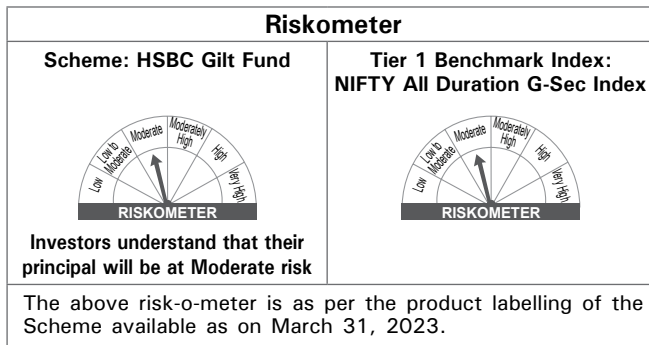 Riskometer
Scheme: HSBC Gilt Fund
Low
Low to
Moderate
Moderate
Moderately
High
High
Very High
RISKOMETER
Investors understand that their
principal will be at Moderate risk
Tier 1 Benchmark Index:
NIFTY All Duration G-Sec Index
Low
Low to
Moderate
Moderate
Moderately
High
High
Very High
RISKOMETER
The above risk-o-meter is as per the product labelling of the
Scheme available as on March 31, 2023.